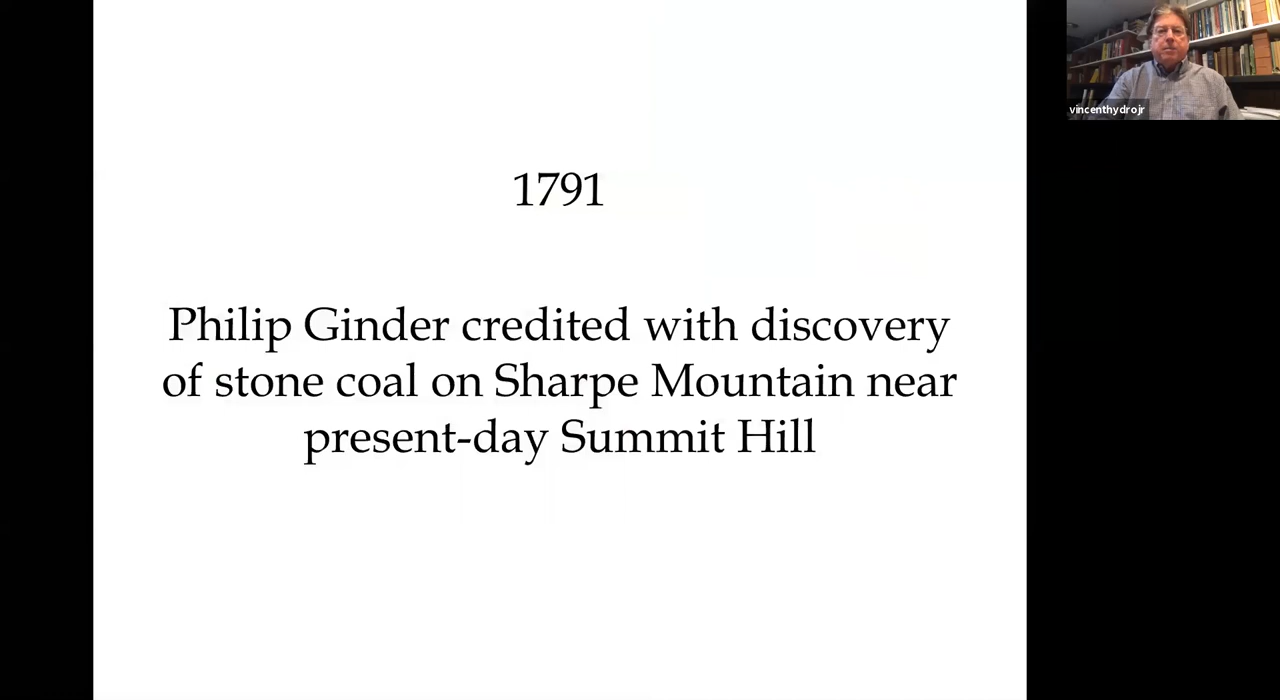 1791
Philip Ginder credited with discovery
of stone coal on Sharpe Mountain near
present-day Summit Hill
vincenthydrojr